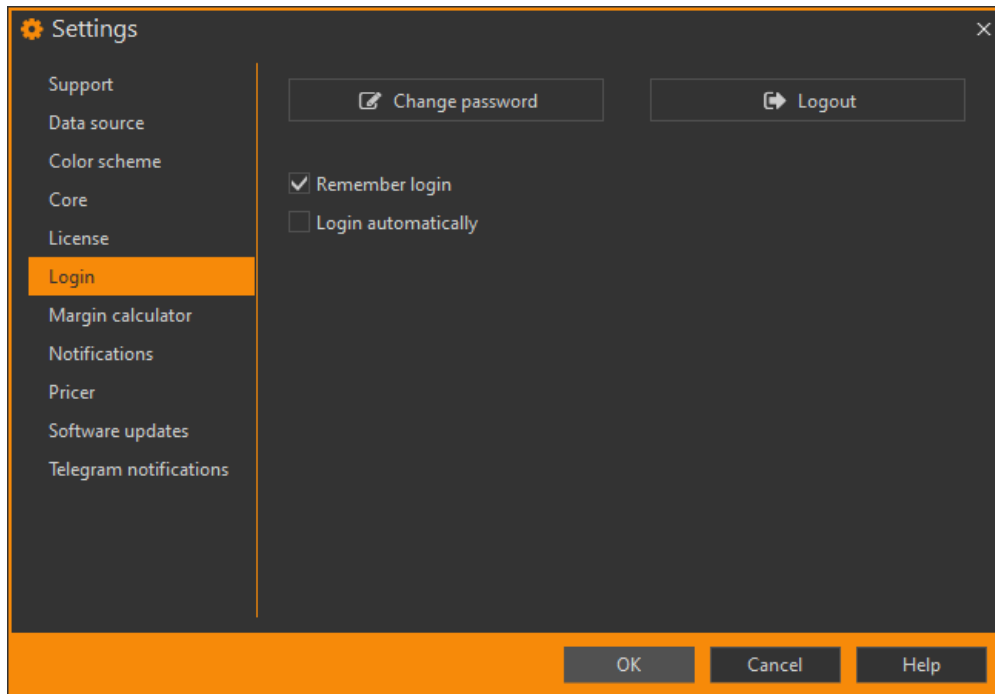 Settings
Support
Data source
Color scheme
Core
License
Login
Margin calculator
Notifications
Pricer
Software updates
Telegram notifications
Change password
Logout
Remember login
Login automatically
OK
Cancel
Help